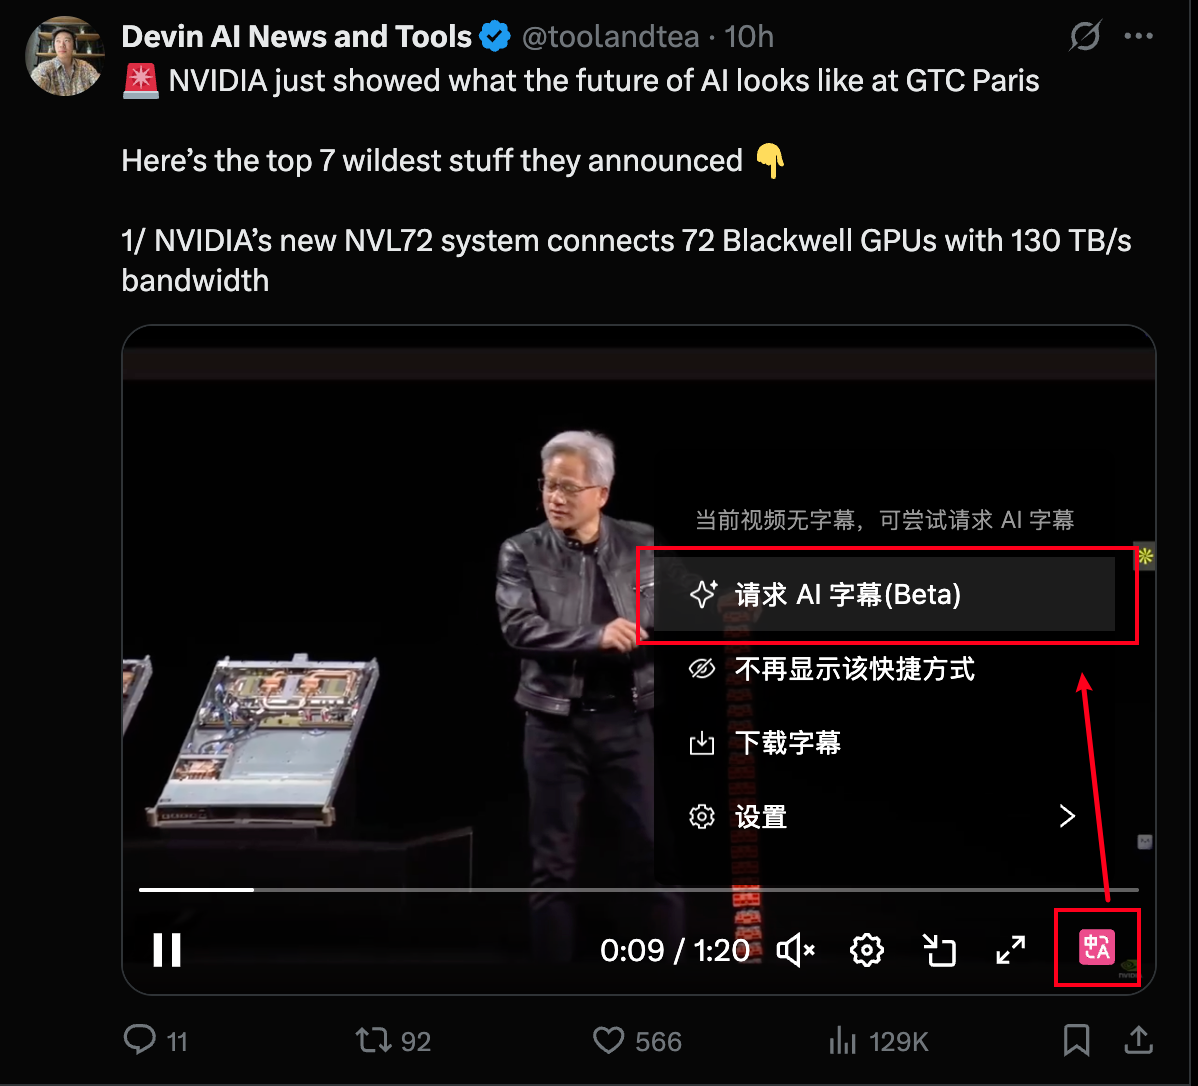 Devin AI News and Tools @toolandtea · 10h
🚨 NVIDIA just showed what the future of AI looks like at GTC Paris
Here’s the top 7 wildest stuff they announced 👇
1/ NVIDIA’s new NVL72 system connects 72 Blackwell GPUs with 130 TB/s
bandwidth
当前视频无字幕，可尝试请求 AI 字幕
请求 AI 字幕(Beta)
不再显示该快捷方式
下载字幕
设置
0:09 / 1:20
中A
11 92 566 129K